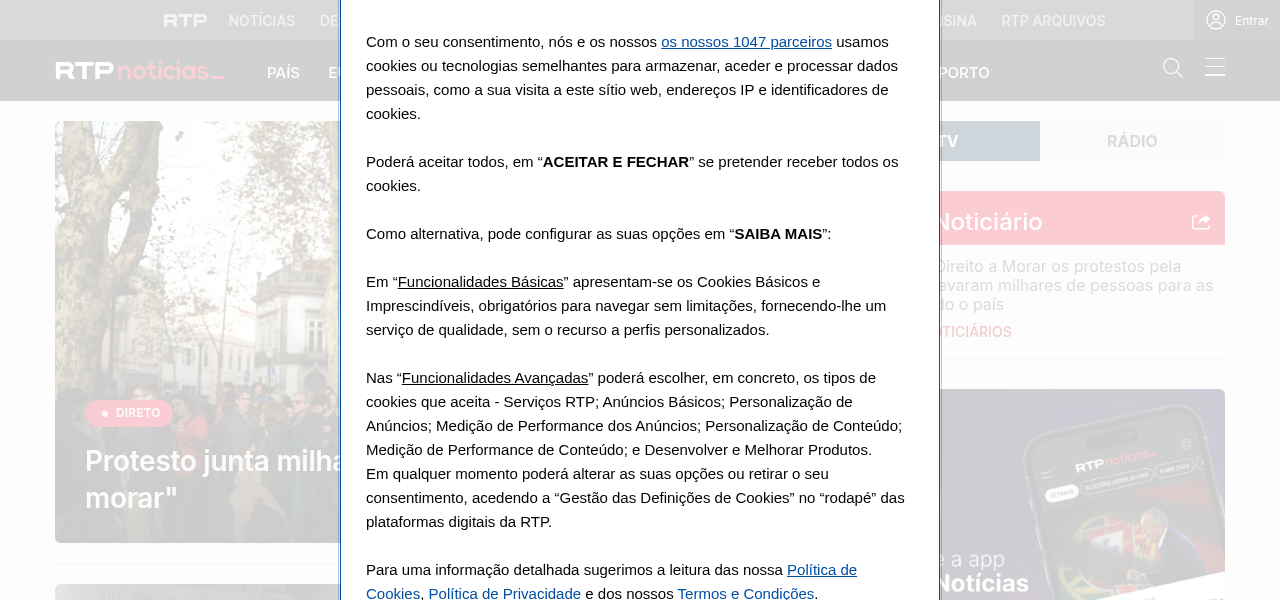 RTP NOTÍCIAS RTP ARQUIVOS Entrar
RTP notícias_ PAÍS
Com o seu consentimento, nós e os nossos os nossos 1047 parceiros usamos
cookies ou tecnologias semelhantes para armazenar, aceder e processar dados
pessoais, como a sua visita a este sítio web, endereços IP e identificadores de
cookies.
Poderá aceitar todos, em “ACEITAR E FECHAR” se pretender receber todos os
cookies.
Como alternativa, pode configurar as suas opções em “SAIBA MAIS”:
Em “Funcionalidades Básicas” apresentam-se os Cookies Básicos e
Imprescindíveis, obrigatórios para navegar sem limitações, fornecendo-lhe um
serviço de qualidade, sem o recurso a perfis personalizados.
Nas “Funcionalidades Avançadas” poderá escolher, em concreto, os tipos de
cookies que aceita - Serviços RTP; Anúncios Básicos; Personalização de
Anúncios; Medição de Performance dos Anúncios; Personalização de Conteúdo;
Medição de Performance de Conteúdo; e Desenvolver e Melhorar Produtos.
Em qualquer momento poderá alterar as suas opções ou retirar o seu
consentimento, acedendo a “Gestão das Definições de Cookies” no “rodapé” das
plataformas digitais da RTP.
Para uma informação detalhada sugerimos a leitura das nossa Política de
Cookies, Política de Privacidade e dos nossos Termos e Condições.
DIRETO
Protesto junta milha
morar"
TV RÁDIO
Noticiário
Direito a Morar os protestos pela
levaram milhares de pessoas para as
do o país
NOTICIÁRIOS
RTP notícias_
ÚLTIMAS ELEIÇÕES LEGISLATIVAS EURO 2024
e a app
Notícias